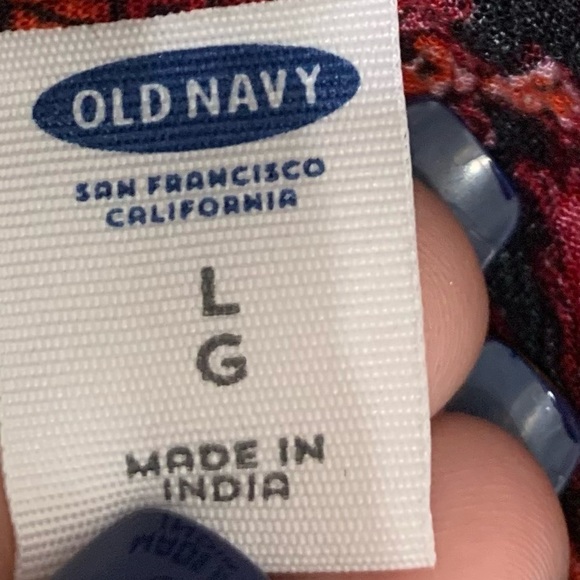 OLD NAVY
SAN FRANCISCO
CALIFORNIA
L
G
MADE IN
INDIA